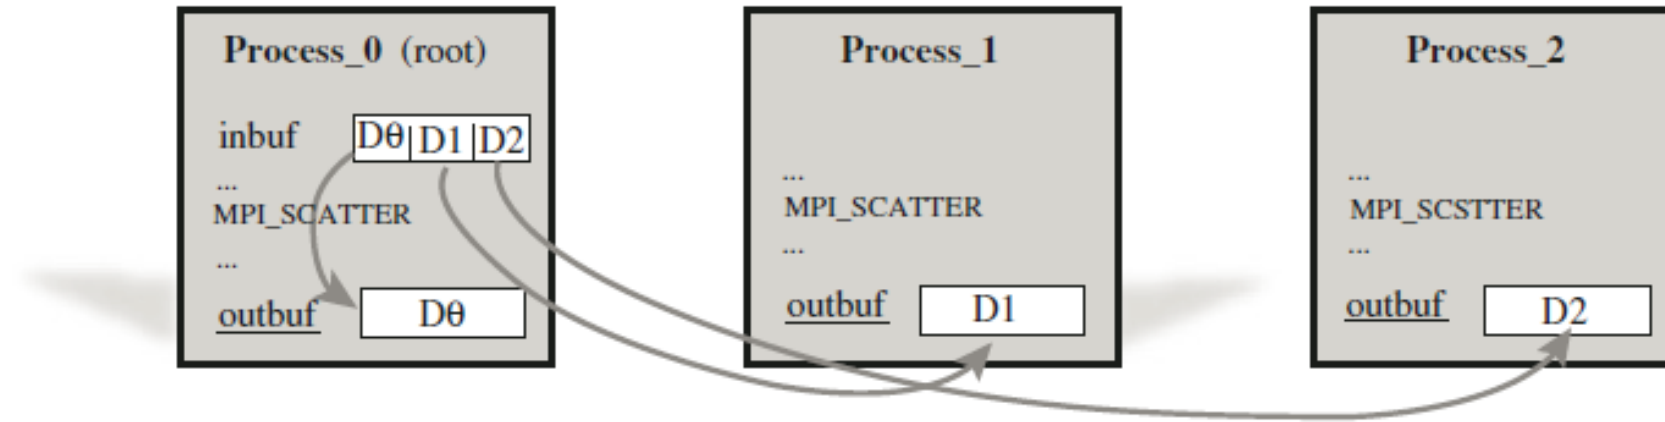 Process_0 (root)
inbuf Dθ|D1|D2
...
MPI_SCATTER
...
outbuf Dθ
Process_1
...
MPI_SCATTER
...
outbuf D1
Process_2
...
MPI_SCSTTER
...
outbuf D2